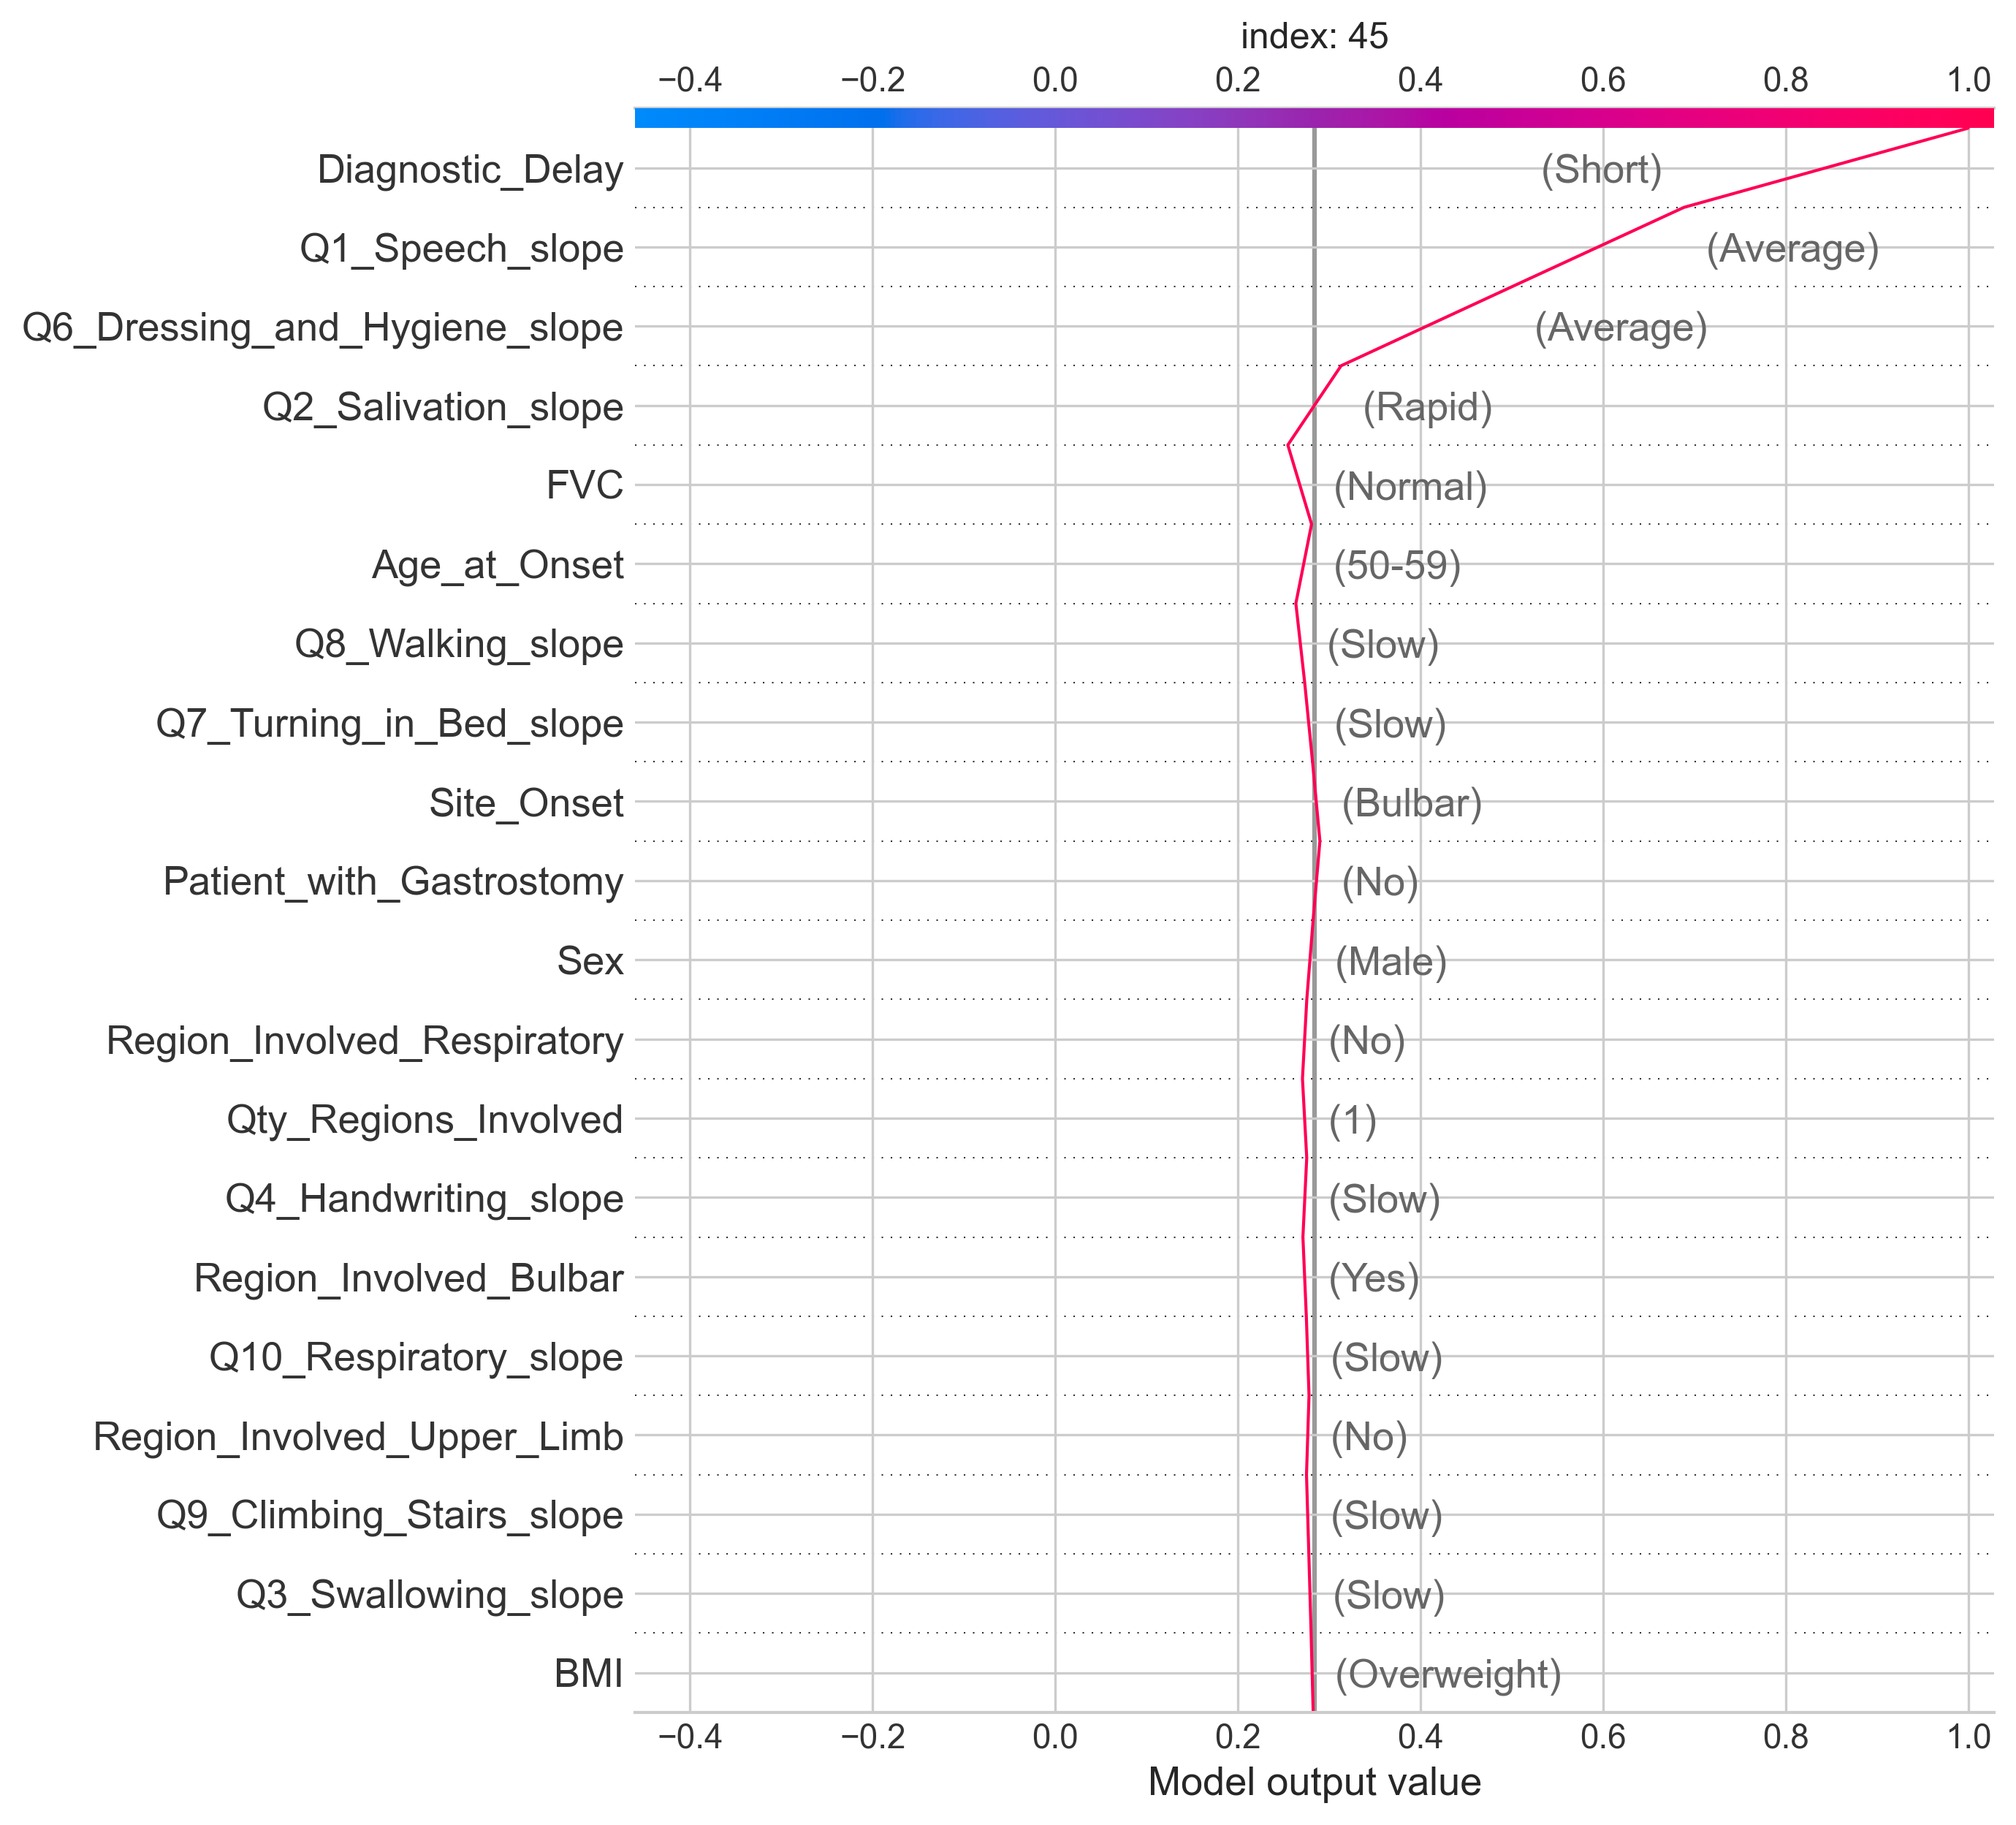 index: 45
−0.4 −0.2 0.0 0.2 0.4 0.6 0.8 1.0
Diagnostic_Delay (Short)
Q1_Speech_slope (Average)
Q6_Dressing_and_Hygiene_slope (Average)
Q2_Salivation_slope (Rapid)
FVC (Normal)
Age_at_Onset (50-59)
Q8_Walking_slope (Slow)
Q7_Turning_in_Bed_slope (Slow)
Site_Onset (Bulbar)
Patient_with_Gastrostomy (No)
Sex (Male)
Region_Involved_Respiratory (No)
Qty_Regions_Involved (1)
Q4_Handwriting_slope (Slow)
Region_Involved_Bulbar (Yes)
Q10_Respiratory_slope (Slow)
Region_Involved_Upper_Limb (No)
Q9_Climbing_Stairs_slope (Slow)
Q3_Swallowing_slope (Slow)
BMI (Overweight)
−0.4 −0.2 0.0 0.2 0.4 0.6 0.8 1.0
Model output value